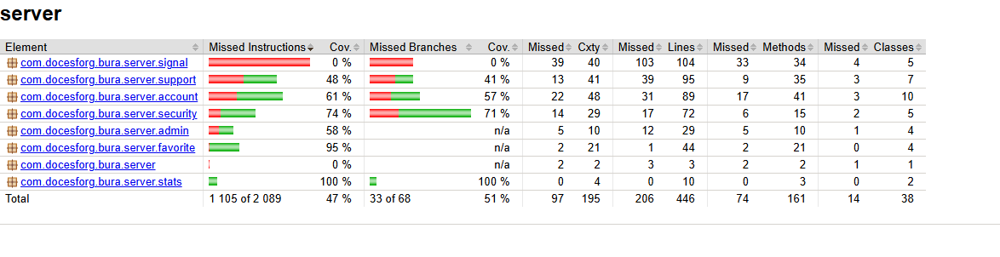 server
Element Missed Instructions Cov. Missed Branches Cov. Missed Cxty Missed Lines Missed Methods Missed Classes
com.docesforg.bura.server.signal 0 % 0 % 39 40 103 104 33 34 4 5
com.docesforg.bura.server.support 48 % 41 % 13 41 39 95 9 35 3 7
com.docesforg.bura.server.account 61 % 57 % 22 48 31 89 17 41 3 10
com.docesforg.bura.server.security 74 % 71 % 14 29 17 72 6 15 2 5
com.docesforg.bura.server.admin 58 % n/a 5 10 12 29 5 10 1 4
com.docesforg.bura.server.favorite 95 % n/a 2 21 1 44 2 21 0 4
com.docesforg.bura.server 0 % n/a 2 2 3 3 2 2 1 1
com.docesforg.bura.server.stats 100 % 100 % 0 4 0 10 0 3 0 2
Total 1 105 of 2 089 47 % 33 of 68 51 % 97 195 206 446 74 161 14 38